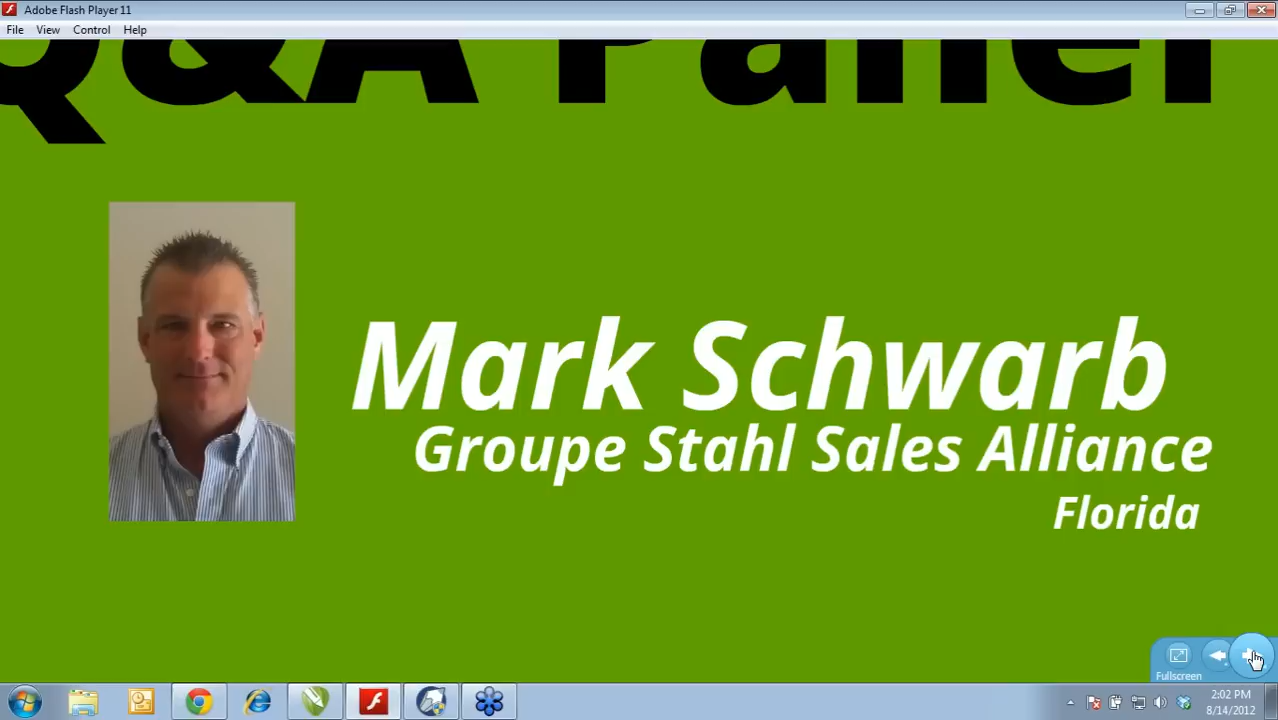 Adobe Flash Player 11
File View Control Help
Q&A Panel
Mark Schwarb
Groupe Stahl Sales Alliance
Florida
Fullscreen
2:02 PM
8/14/2012